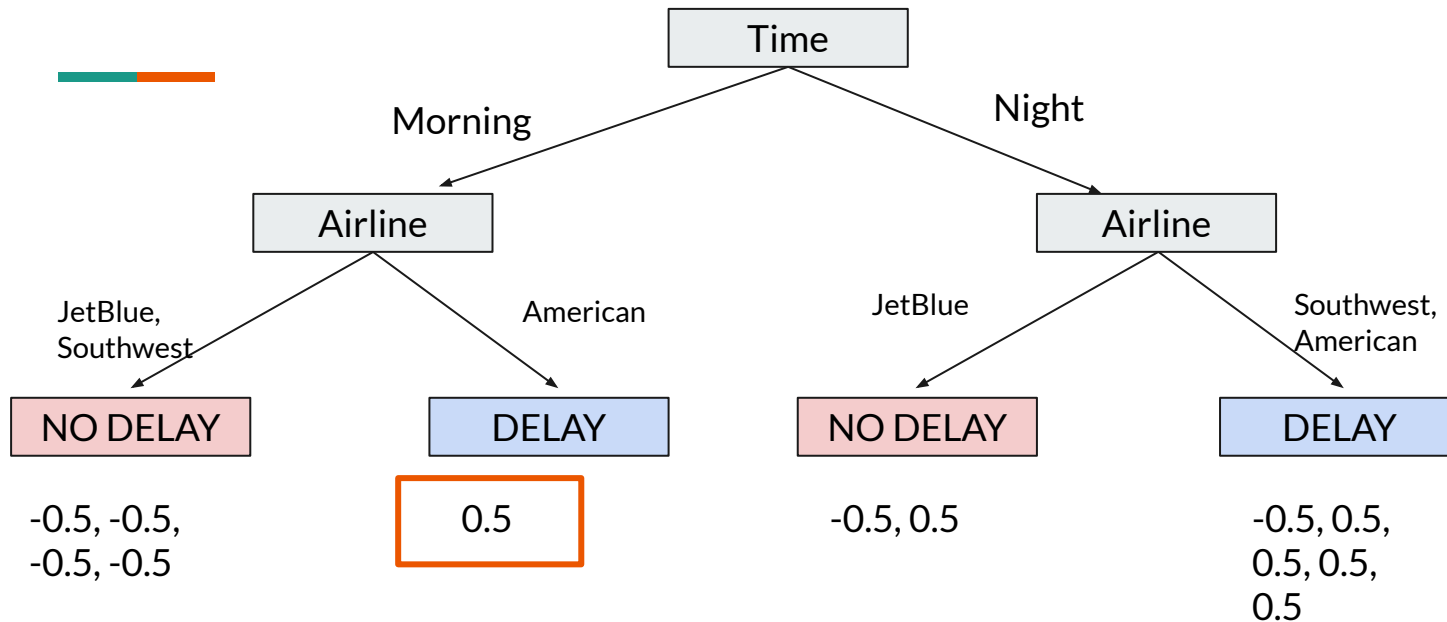 Time
Morning
Night
Airline
Airline
JetBlue,
Southwest
American
JetBlue
Southwest,
American
NO DELAY
DELAY
NO DELAY
DELAY
-0.5, -0.5,
-0.5, -0.5
0.5
-0.5, 0.5
-0.5, 0.5,
0.5, 0.5,
0.5